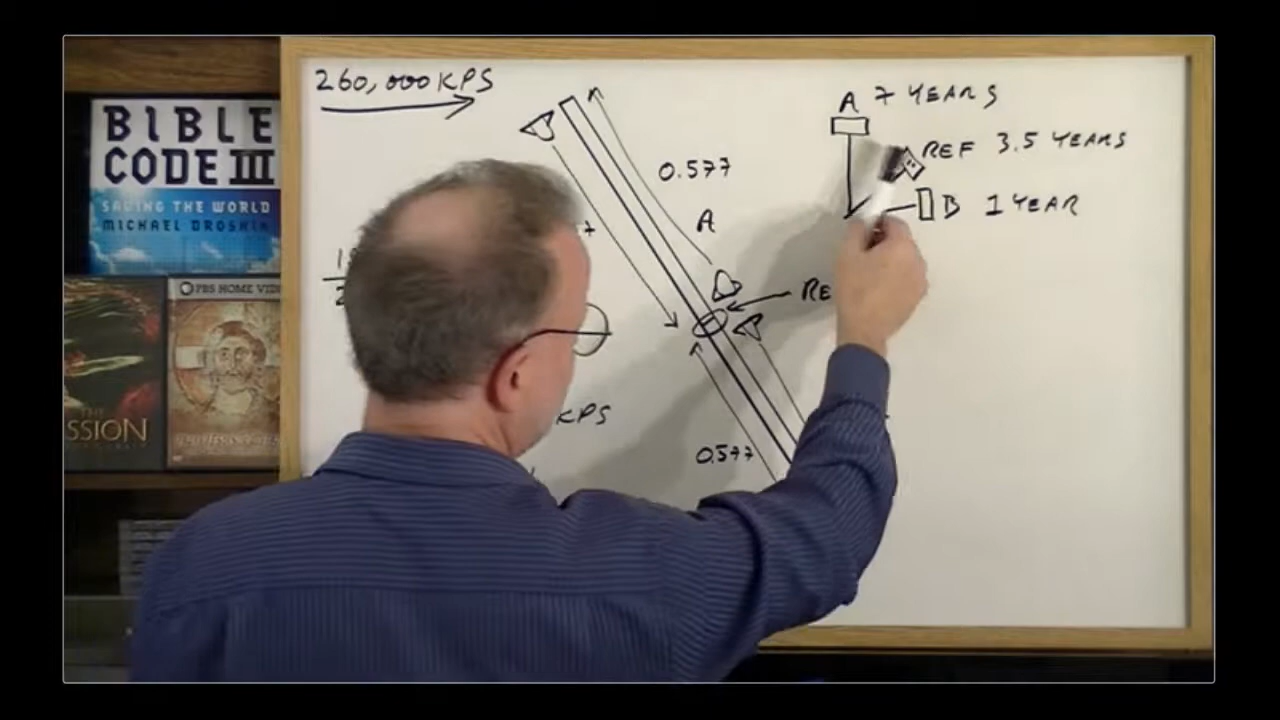 BIBLE
CODE III
SAVING THE WORLD
MICHAEL DROSNIN
PBS HOME VIDEO
THE
SSION
260,000 KPS
0.577
A
RE
KPS
0.577
A 7 YEARS
REF 3.5 YEARS
B 1 YEAR